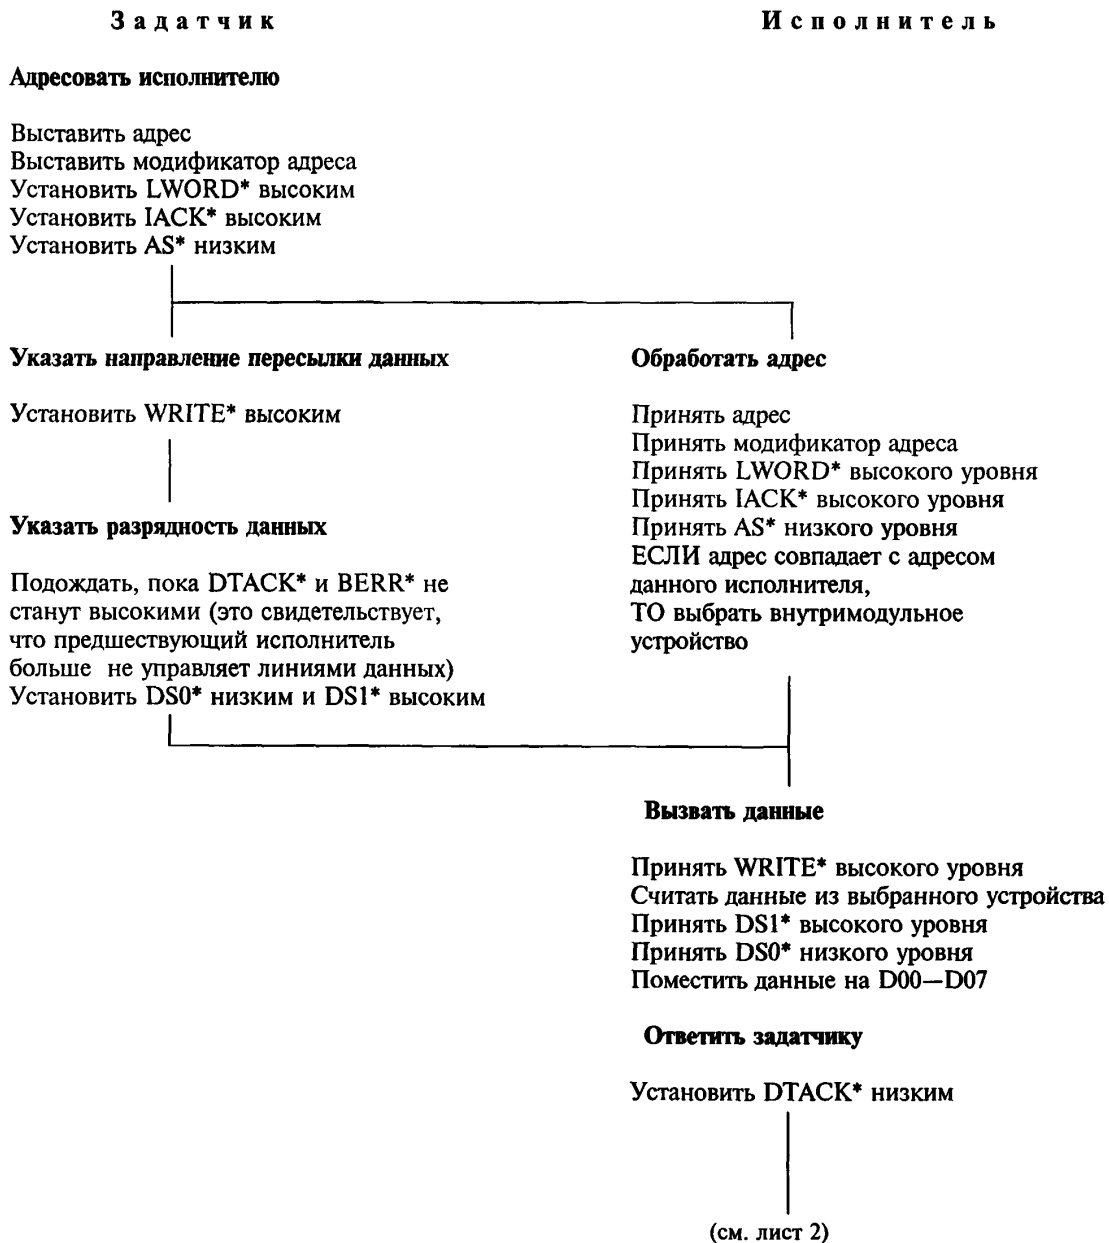 Задатчик
Исполнитель
Адресовать исполнителю
Выставить адрес
Выставить модификатор адреса
Установить LWORD* высоким
Установить IACK* высоким
Установить AS* низким
Указать направление пересылки данных
Установить WRITE* высоким
Указать разрядность данных
Подождать, пока DTACK* и BERR* не
станут высокими (это свидетельствует,
что предшествующий исполнитель
больше не управляет линиями данных)
Установить DS0* низким и DS1* высоким
Обработать адрес
Принять адрес
Принять модификатор адреса
Принять LWORD* высокого уровня
Принять IACK* высокого уровня
Принять AS* низкого уровня
ЕСЛИ адрес совпадает с адресом
данного исполнителя,
ТО выбрать внутримодульное
устройство
Вызвать данные
Принять WRITE* высокого уровня
Считать данные из выбранного устройства
Принять DS1* высокого уровня
Принять DS0* низкого уровня
Поместить данные на D00—D07
Ответить задатчику
Установить DTACK* низким
(см. лист 2)